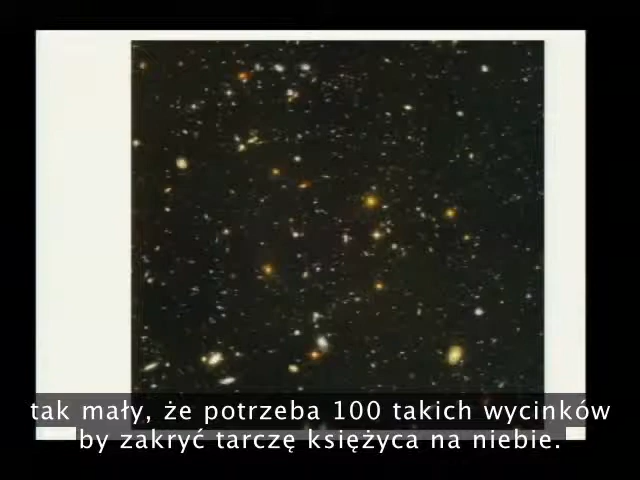 tak mały, że potrzeba 100 takich wycinków
by zakryć tarczę księżyca na niebie.